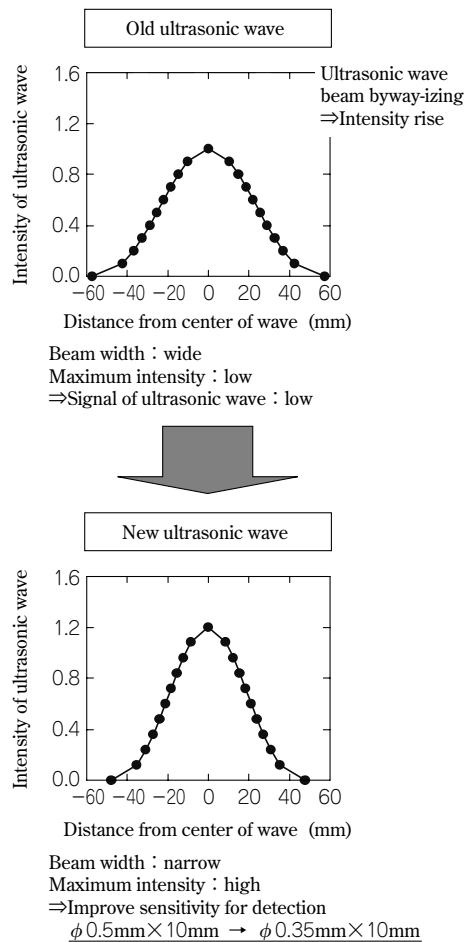 Old ultrasonic wave
Ultrasonic wave
beam byway-izing
⇒Intensity rise
Intensity of ultrasonic wave
1.6
1.2
0.8
0.4
0.0
−60 −40 −20 0 20 40 60
Distance from center of wave (mm)
Beam width：wide
Maximum intensity：low
⇒Signal of ultrasonic wave：low
New ultrasonic wave
Intensity of ultrasonic wave
1.6
1.2
0.8
0.4
0.0
−60 −40 −20 0 20 40 60
Distance from center of wave (mm)
Beam width：narrow
Maximum intensity：high
⇒Improve sensitivity for detection
φ0.5mm×10mm → φ0.35mm×10mm